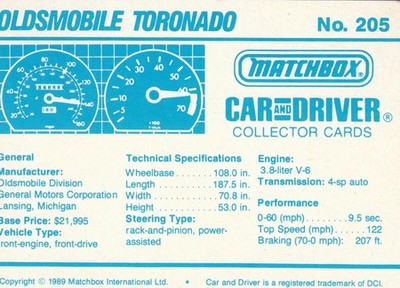 OLDSMOBILE TORONADO No. 205
MATCHBOX®
CAR AND DRIVER®
COLLECTOR CARDS
General
Manufacturer:
Oldsmobile Division
General Motors Corporation
Lansing, Michigan
Base Price: $21,995
Vehicle Type:
front-engine, front-drive
Technical Specifications
Wheelbase . . . . . . . 108.0 in.
Length . . . . . . . . . . 187.5 in.
Width . . . . . . . . . . . 70.8 in.
Height . . . . . . . . . . . 53.0 in.
Steering Type:
rack-and-pinion, power-
assisted
Engine:
3.8-liter V-6
Transmission: 4-sp auto
Performance
0-60 (mph) . . . . . . . . 9.5 sec.
Top Speed (mph) . . . . . 122
Braking (70-0 mph): 207 ft.
Copyright © 1989 Matchbox International Ltd. • Car and Driver is a registered trademark of DCI.